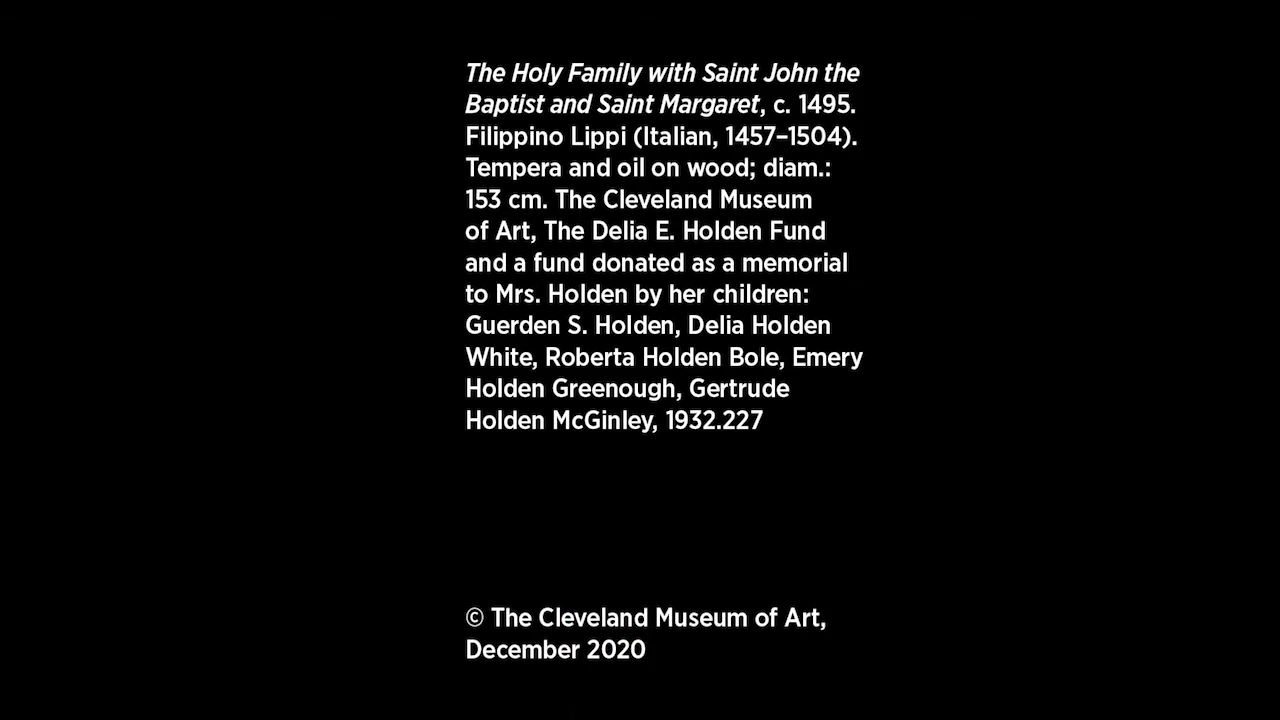 The Holy Family with Saint John the
Baptist and Saint Margaret, c. 1495.
Filippino Lippi (Italian, 1457–1504).
Tempera and oil on wood; diam.:
153 cm. The Cleveland Museum
of Art, The Delia E. Holden Fund
and a fund donated as a memorial
to Mrs. Holden by her children:
Guerden S. Holden, Delia Holden
White, Roberta Holden Bole, Emery
Holden Greenough, Gertrude
Holden McGinley, 1932.227
© The Cleveland Museum of Art,
December 2020